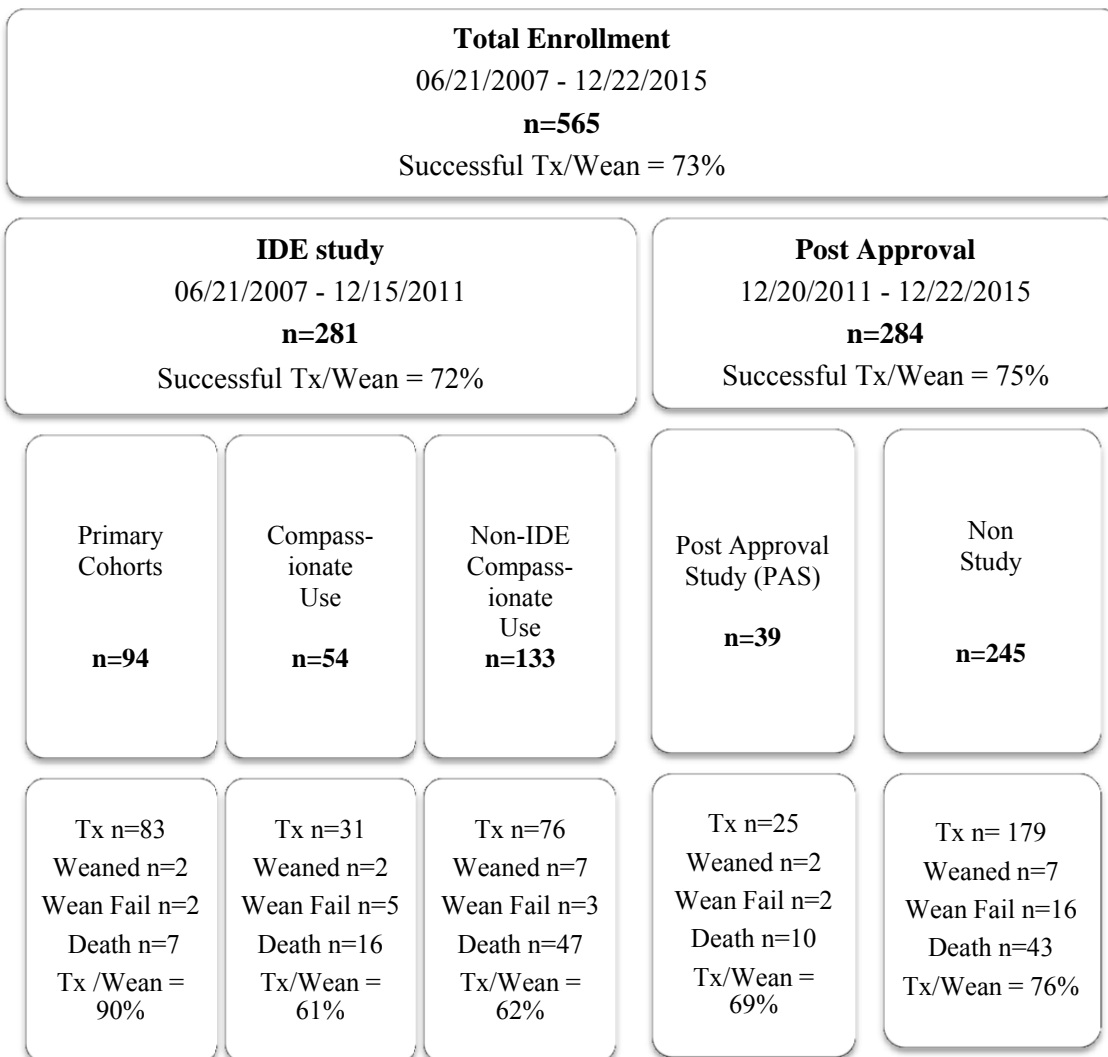 Total Enrollment
06/21/2007 - 12/22/2015
n=565
Successful Tx/Wean = 73%
IDE study
06/21/2007 - 12/15/2011
n=281
Successful Tx/Wean = 72%
Post Approval
12/20/2011 - 12/22/2015
n=284
Successful Tx/Wean = 75%
Primary
Cohorts
n=94
Compass-
ionate
Use
n=54
Non-IDE
Compass-
ionate
Use
n=133
Post Approval
Study (PAS)
n=39
Non
Study
n=245
Tx n=83
Weaned n=2
Wean Fail n=2
Death n=7
Tx /Wean =
90%
Tx n=31
Weaned n=2
Wean Fail n=5
Death n=16
Tx/Wean =
61%
Tx n=76
Weaned n=7
Wean Fail n=3
Death n=47
Tx/Wean =
62%
Tx n=25
Weaned n=2
Wean Fail n=2
Death n=10
Tx/Wean =
69%
Tx n= 179
Weaned n=7
Wean Fail n=16
Death n=43
Tx/Wean = 76%